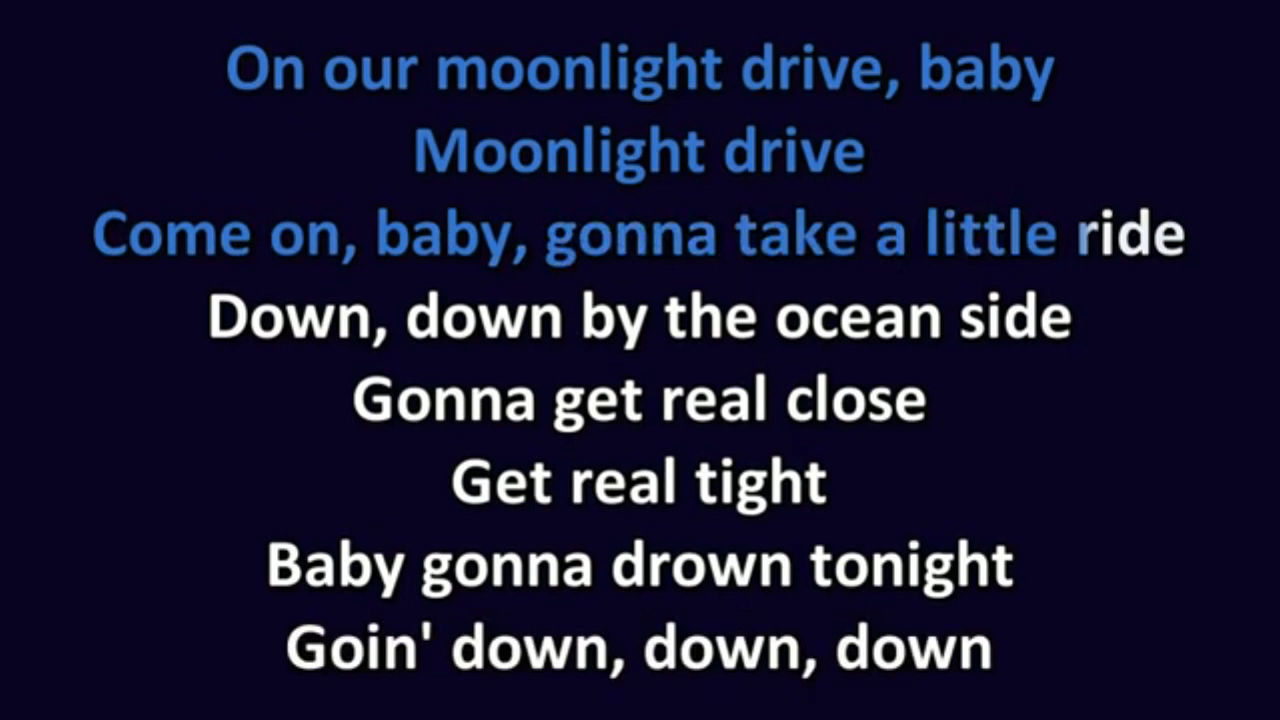 On our moonlight drive, baby
Moonlight drive
Come on, baby, gonna take a little ride
Down, down by the ocean side
Gonna get real close
Get real tight
Baby gonna drown tonight
Goin' down, down, down